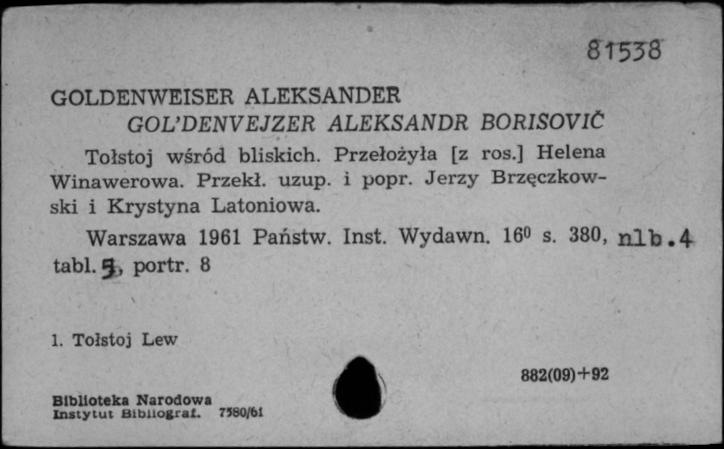 81538
GOLDENWEISER ALEKSANDER
GOL’DENVEJZER ALEKSANDR BORISOVIČ
Tołstoj wśród bliskich. Przełożyła [z ros.] Helena
Winawerowa. Przekł. uzup. i popr. Jerzy Brzęczkow-
ski i Krystyna Latoniowa.
Warszawa 1961 Państw. Inst. Wydawn. 16⁰ s. 380, nlb.4
tabl. , portr. 8
1. Tołstoj Lew
882(09)+92
Biblioteka Narodowa
Instytut Bibliograf. 7580/61